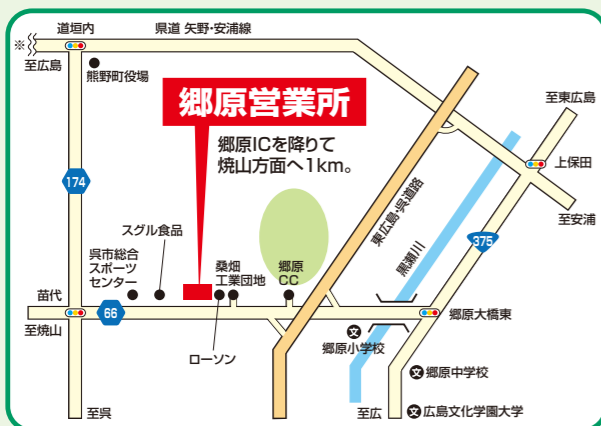 道垣内
県道 矢野・安浦線
※
至広島
熊野町役場
郷原営業所
郷原ICを降りて
焼山方面へ1km。
至東広島
上保田
至安浦
174
東広島・呉道路
黒瀬川
375
スグル食品
呉市総合
スポーツ
センター
桑畑
工業団地
郷原
CC
苗代
66
至焼山
ローソン
郷原大橋東
文
郷原小学校
文
郷原中学校
至呉
至広
文
広島文化学園大学